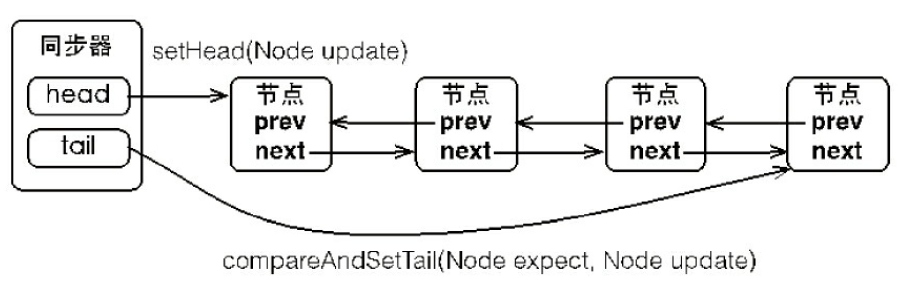 同步器
head
tail
setHead(Node update)
节点
prev
next
节点
prev
next
节点
prev
next
节点
prev
next
compareAndSetTail(Node expect, Node update)